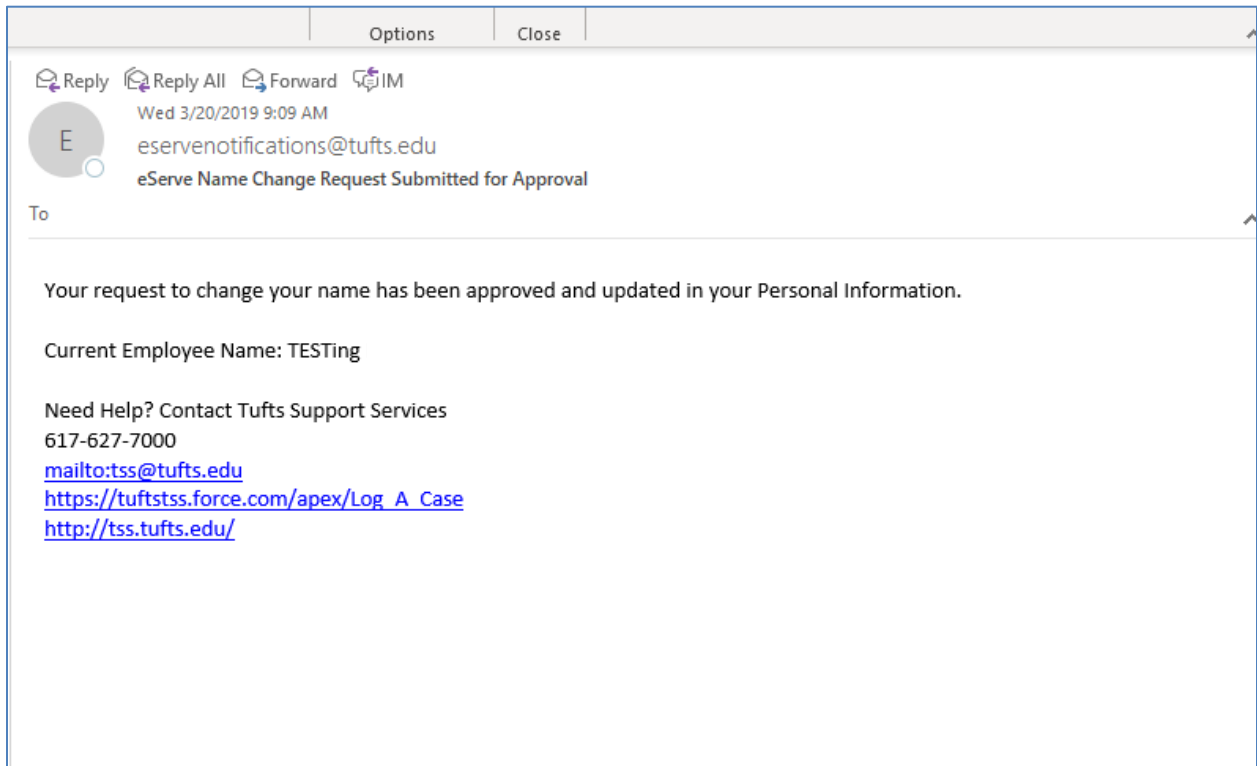 Options Close
Reply Reply All Forward IM
Wed 3/20/2019 9:09 AM
E
eservenotifications@tufts.edu
eServe Name Change Request Submitted for Approval
To
Your request to change your name has been approved and updated in your Personal Information.
Current Employee Name: TESTing
Need Help? Contact Tufts Support Services
617-627-7000
mailto:tss@tufts.edu
https://tuftstss.force.com/apex/Log_A_Case
http://tss.tufts.edu/